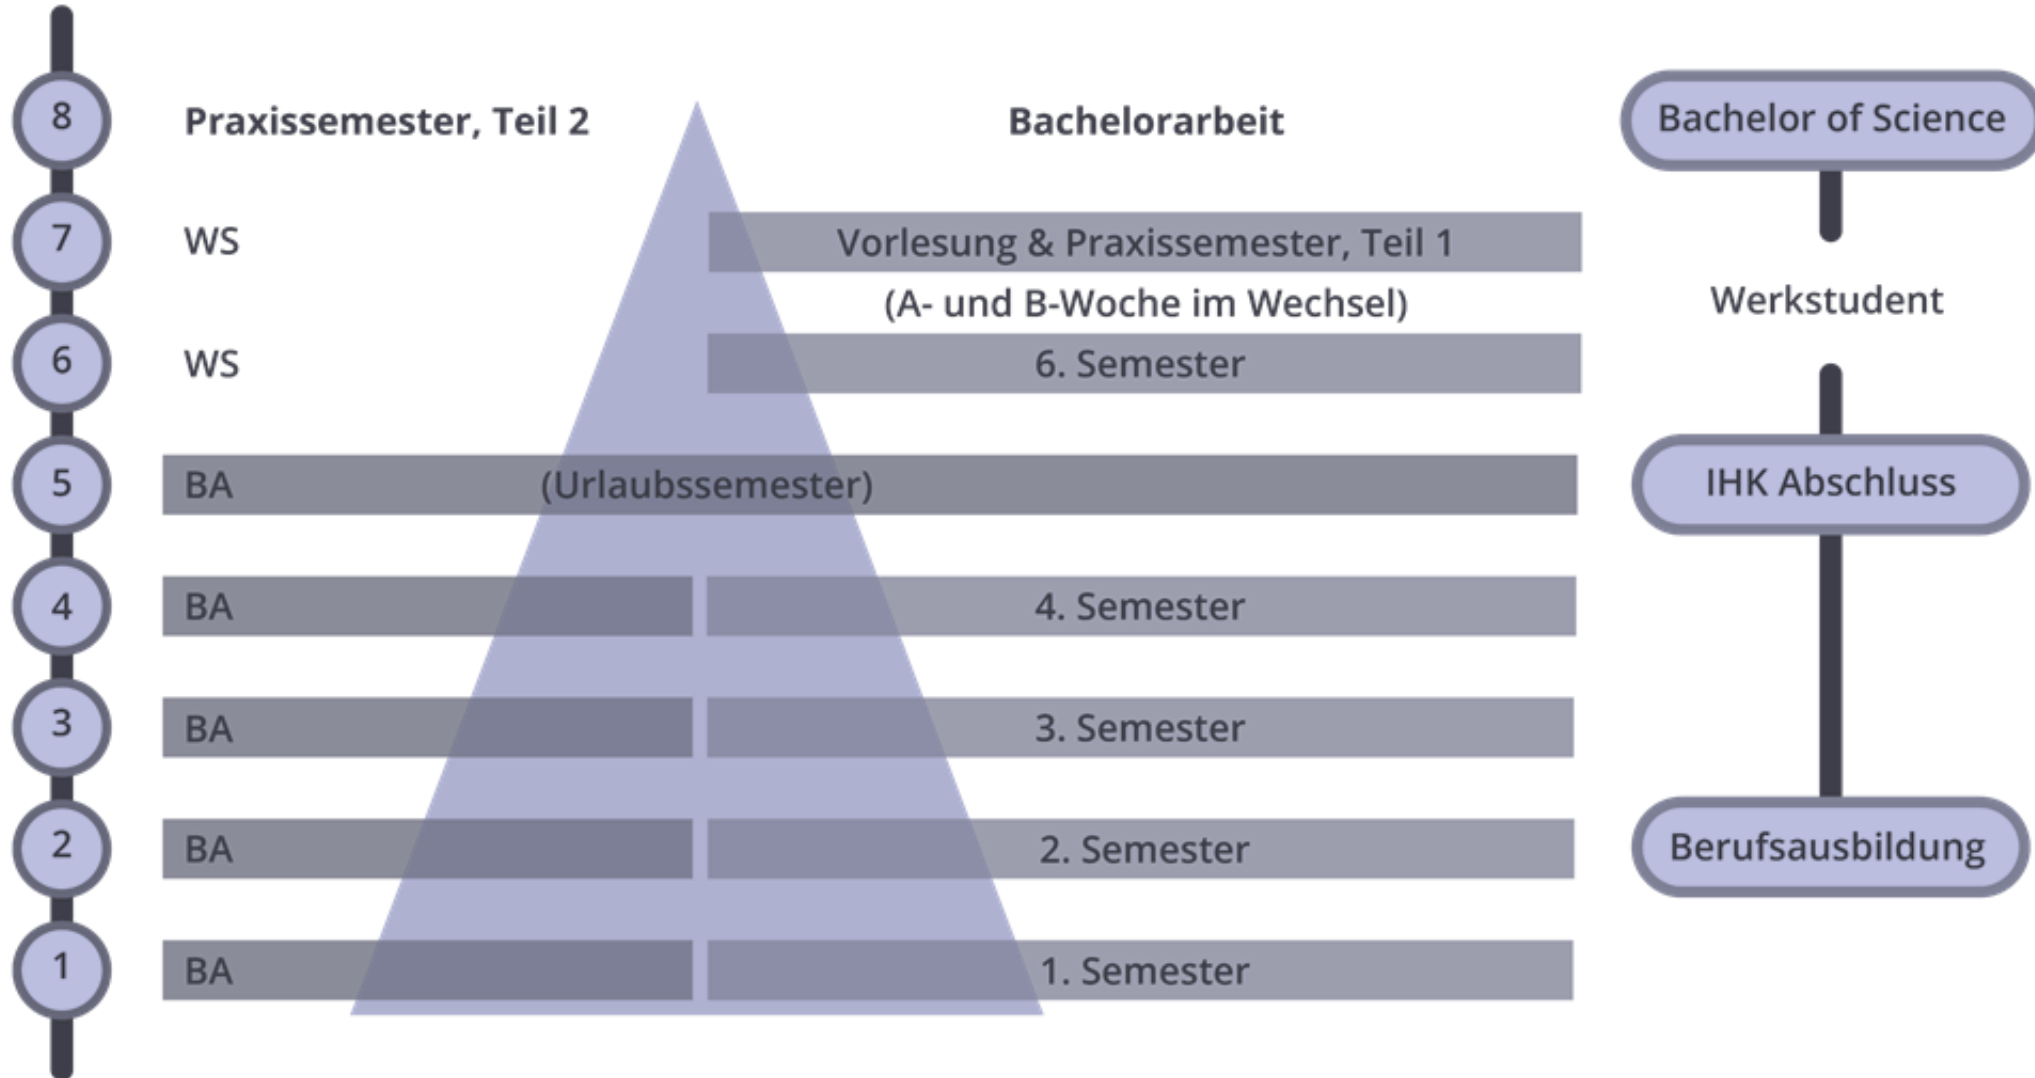 8
Praxissemester, Teil 2
Bachelorarbeit
Bachelor of Science
7
WS
Vorlesung & Praxissemester, Teil 1
(A- und B-Woche im Wechsel)
Werkstudent
6
WS
6. Semester
5
BA
(Urlaubssemester)
IHK Abschluss
4
BA
4. Semester
3
BA
3. Semester
2
BA
2. Semester
Berufsausbildung
1
BA
1. Semester